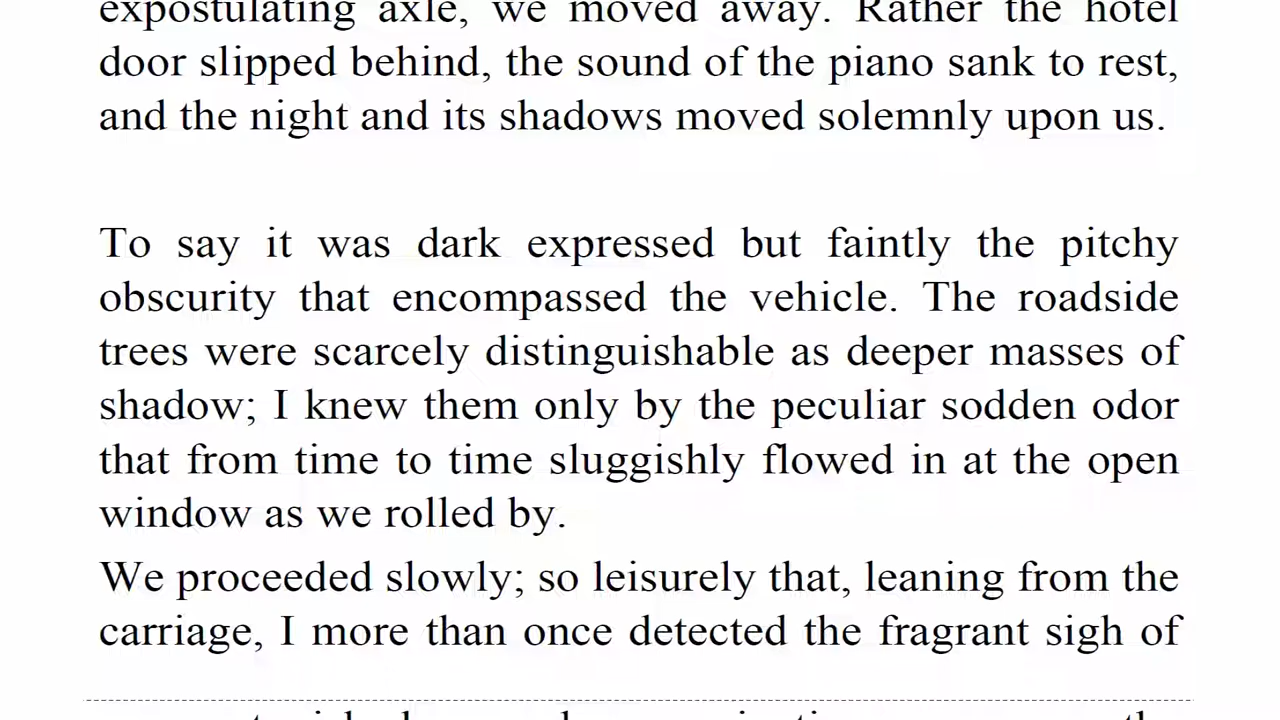 expostulating axle, we moved away. Rather the hotel
door slipped behind, the sound of the piano sank to rest,
and the night and its shadows moved solemnly upon us.
To say it was dark expressed but faintly the pitchy
obscurity that encompassed the vehicle. The roadside
trees were scarcely distinguishable as deeper masses of
shadow; I knew them only by the peculiar sodden odor
that from time to time sluggishly flowed in at the open
window as we rolled by.
We proceeded slowly; so leisurely that, leaning from the
carriage, I more than once detected the fragrant sigh of